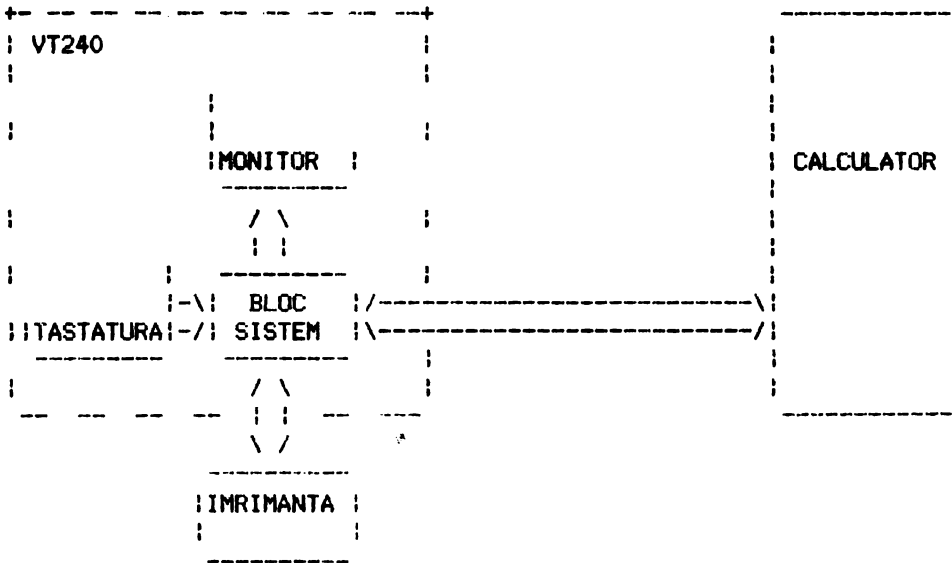 VT240
MONITOR
CALCULATOR
BLOC
TASTATURA SISTEM
IMRIMANTA